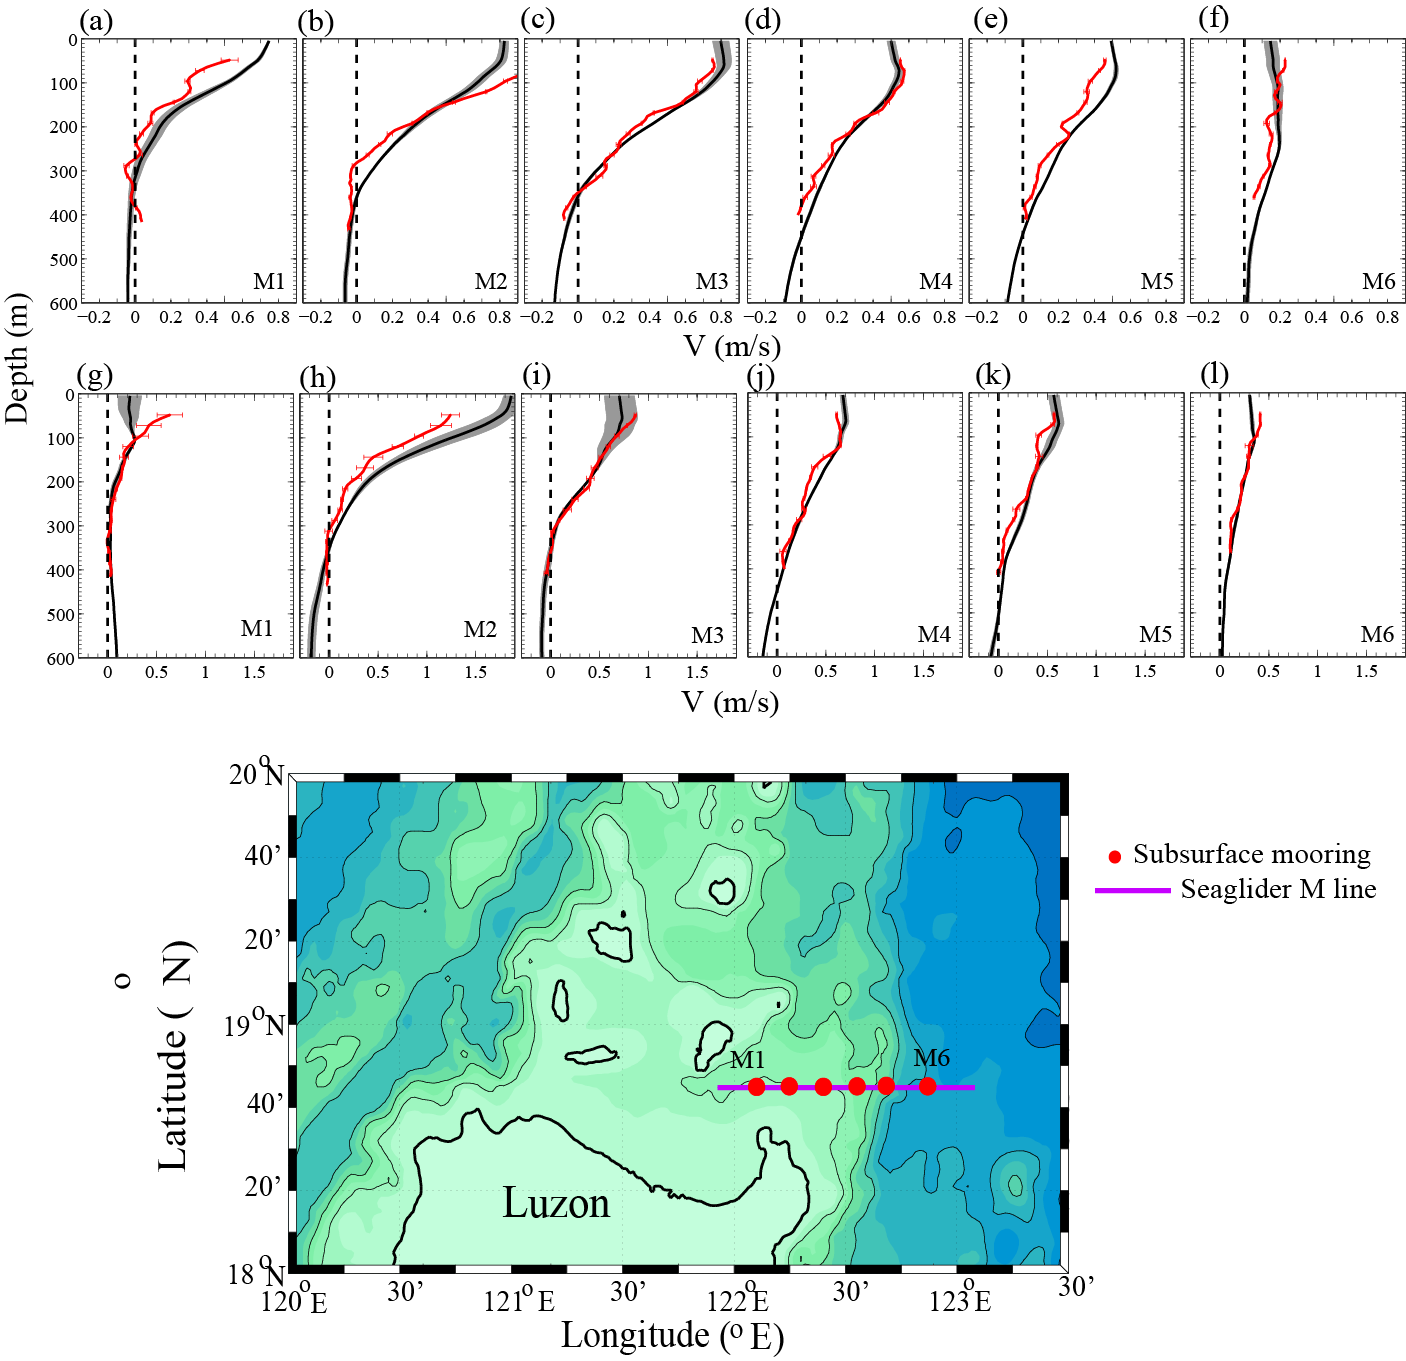 (a) (b) (c) (d) (e) (f)
0
100
200
300
400
500
600
M1 M2 M3 M4 M5 M6
−0.2 0 0.2 0.4 0.6 0.8 −0.2 0 0.2 0.4 0.6 0.8 −0.2 0 0.2 0.4 0.6 0.8 −0.2 0 0.2 0.4 0.6 0.8 −0.2 0 0.2 0.4 0.6 0.8 −0.2 0 0.2 0.4 0.6 0.8
V (m/s)
Depth (m)
(g) (h) (i) (j) (k) (l)
0
100
200
300
400
500
600
M1 M2 M3 M4 M5 M6
0 0.5 1 1.5 0 0.5 1 1.5 0 0.5 1 1.5 0 0.5 1 1.5 0 0.5 1 1.5 0 0.5 1 1.5
V (m/s)
20°N
40’
20’
19°N
40’
20’
18°N
Latitude (°N)
M1 M6
Luzon
120°E 30’ 121°E 30’ 122°E 30’ 123°E 30’
Longitude (°E)
Subsurface mooring
Seaglider M line